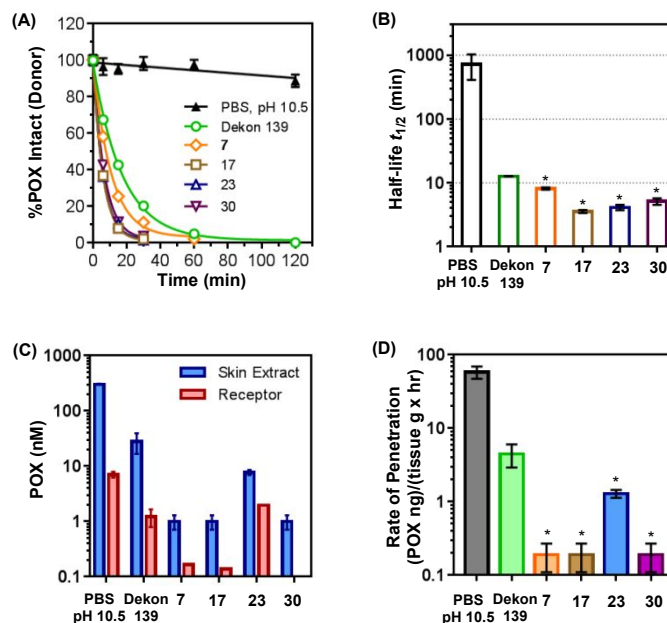 (A)
%POX Intact (Donor)
120
100
80
60
40
20
0
PBS, pH 10.5
Dekon 139
7
17
23
30
0 20 40 60 80 100 120
Time (min)
(B)
Half-life t1/2 (min)
1000
100
10
1
* * * *
PBS pH 10.5
Dekon 139
7 17 23 30
(C)
POX (nM)
1000
100
10
1
0.1
Skin Extract
Receptor
PBS pH 10.5
Dekon 139
7 17 23 30
(D)
Rate of Penetration
(POX ng)/(tissue g x hr)
100
10
1
0.1
* * * *
PBS pH 10.5
Dekon 139
7 17 23 30